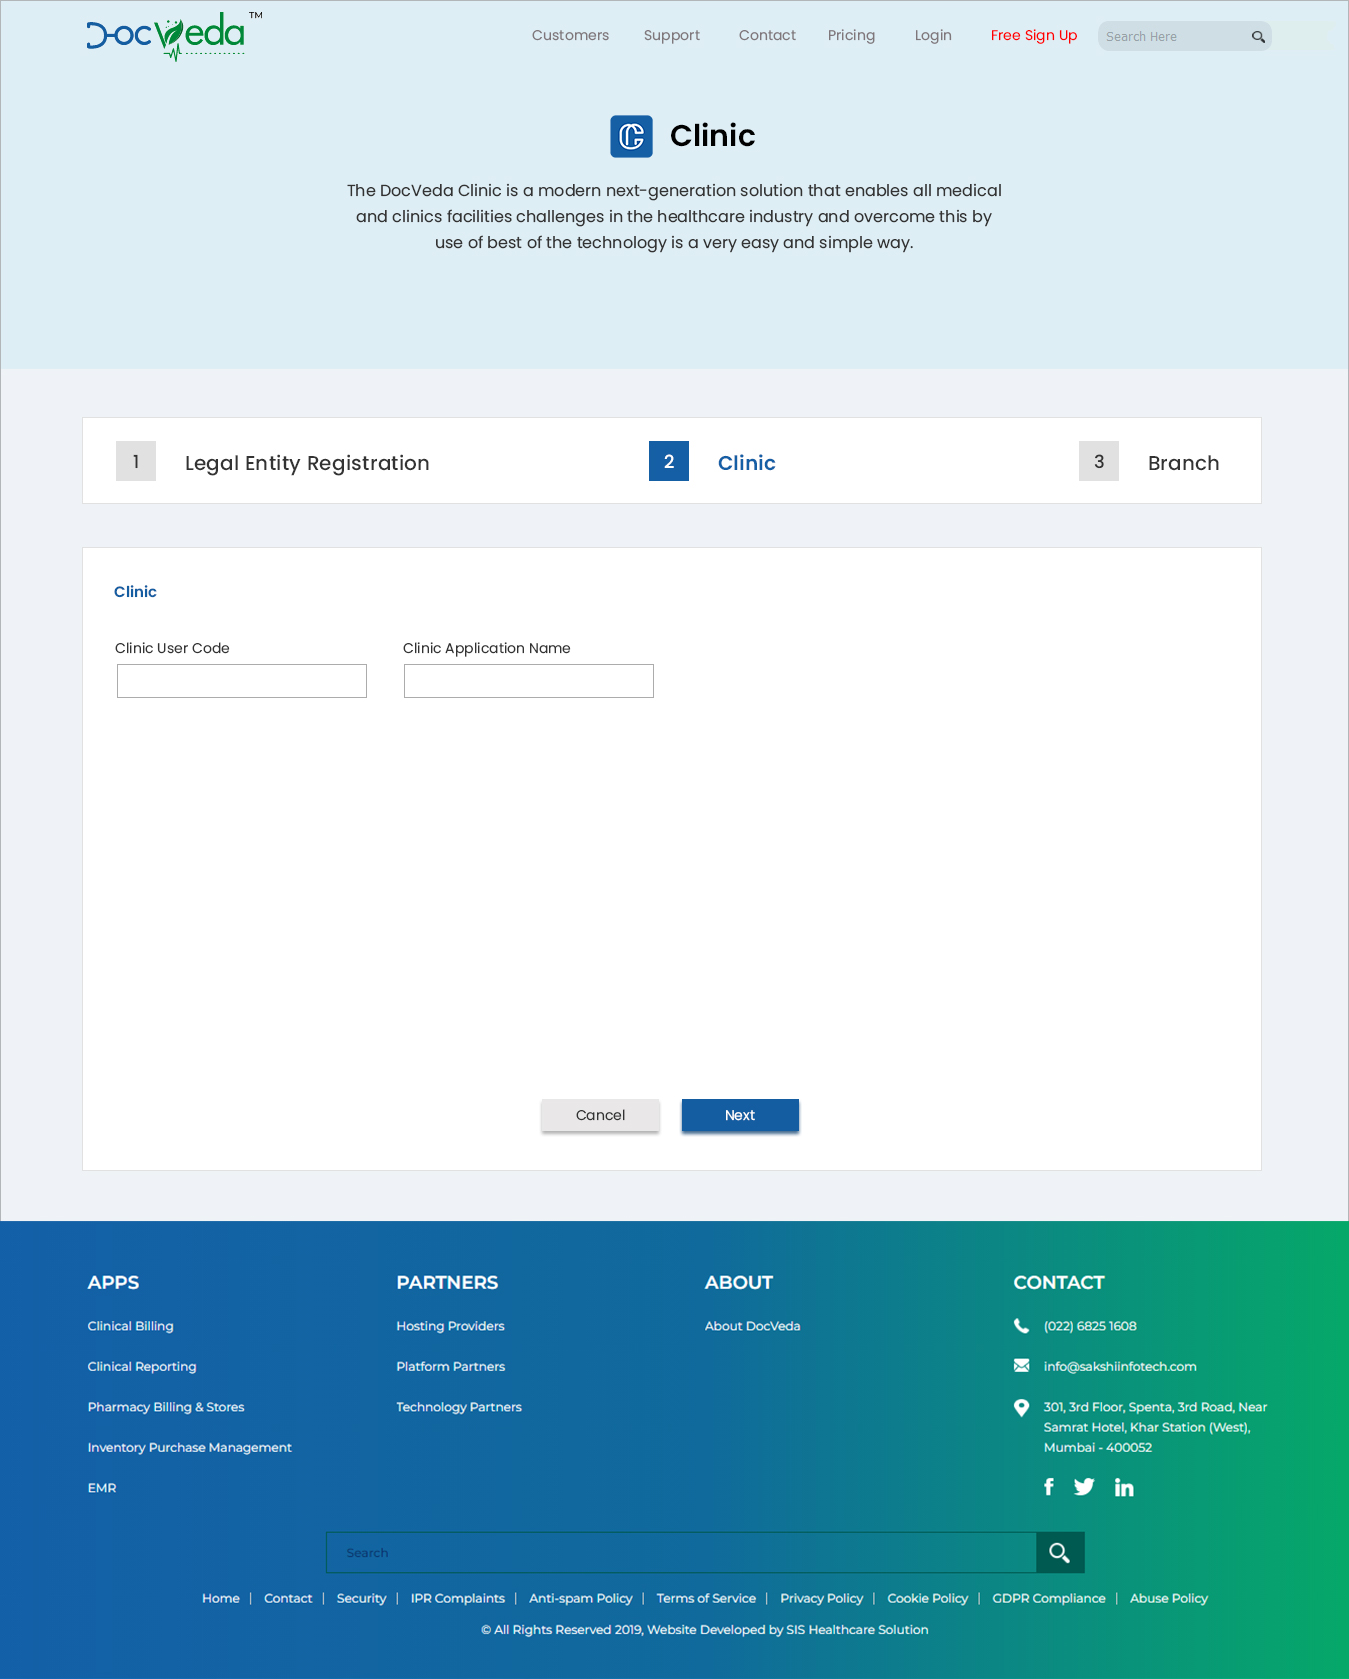 DocVeda™
Customers Support Contact Pricing Login Free Sign Up Search Here
Clinic
The DocVeda Clinic is a modern next-generation solution that enables all medical
and clinics facilities challenges in the healthcare industry and overcome this by
use of best of the technology is a very easy and simple way.
1 Legal Entity Registration 2 Clinic 3 Branch
Clinic
Clinic User Code Clinic Application Name
Cancel Next
APPS
Clinical Billing
Clinical Reporting
Pharmacy Billing & Stores
Inventory Purchase Management
EMR
PARTNERS
Hosting Providers
Platform Partners
Technology Partners
ABOUT
About DocVeda
CONTACT
(022) 6825 1608
info@sakshiinfotech.com
301, 3rd Floor, Spenta, 3rd Road, Near
Samrat Hotel, Khar Station (West),
Mumbai - 400052
Search
Home | Contact | Security | IPR Complaints | Anti-spam Policy | Terms of Service | Privacy Policy | Cookie Policy | GDPR Compliance | Abuse Policy
© All Rights Reserved 2019, Website Developed by SIS Healthcare Solution